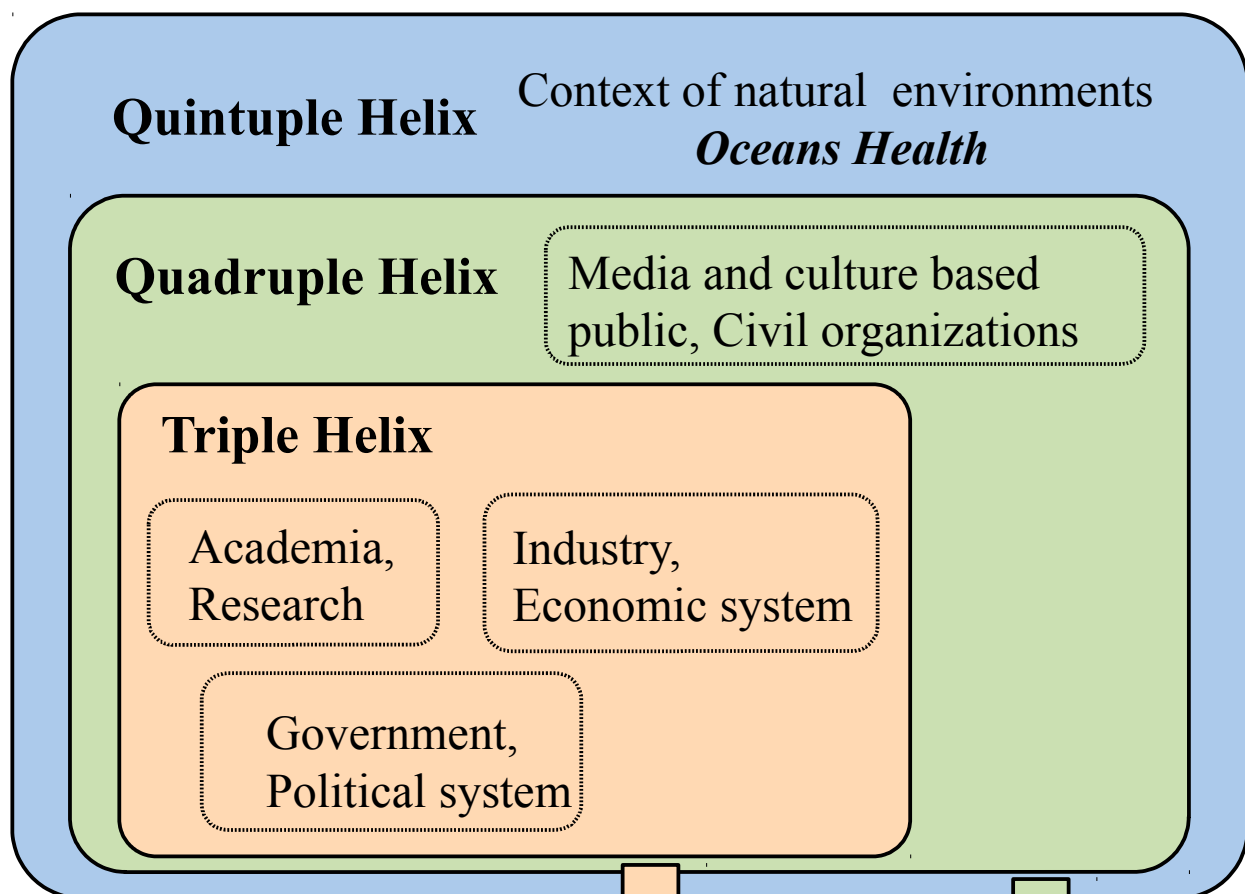 Quintuple Helix
Context of natural environments
Oceans Health
Quadruple Helix
Media and culture based
public, Civil organizations
Triple Helix
Academia,
Research
Industry,
Economic system
Government,
Political system